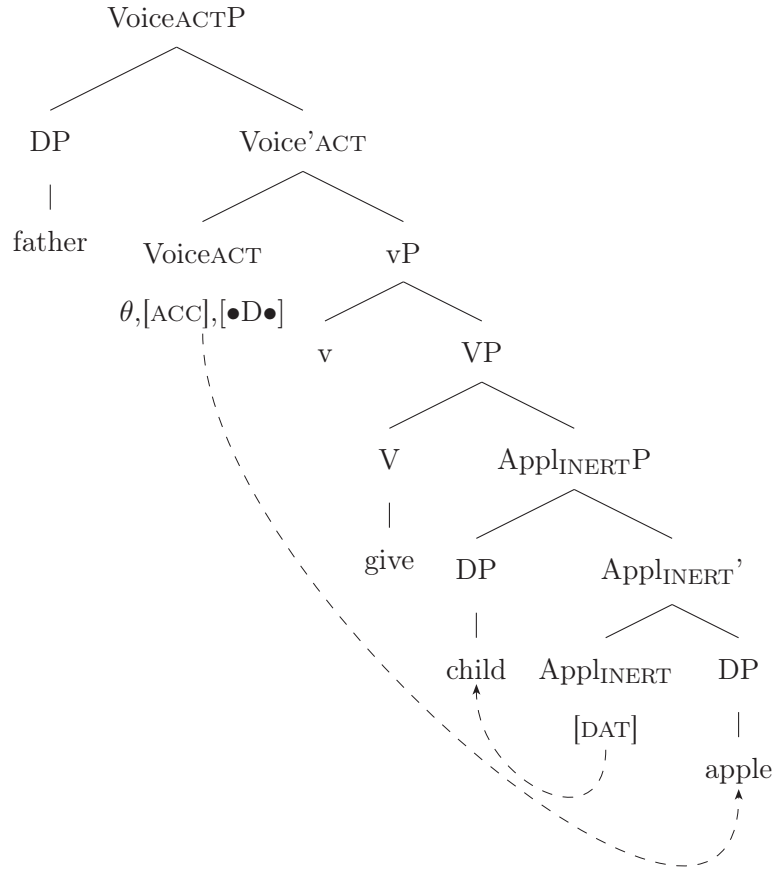 VoiceACTP
DP Voice’ACT
father VoiceACT vP
θ,[ACC],[●D●] v VP
V ApplINERTP
give DP ApplINERT’
child ApplINERT DP
[DAT] apple